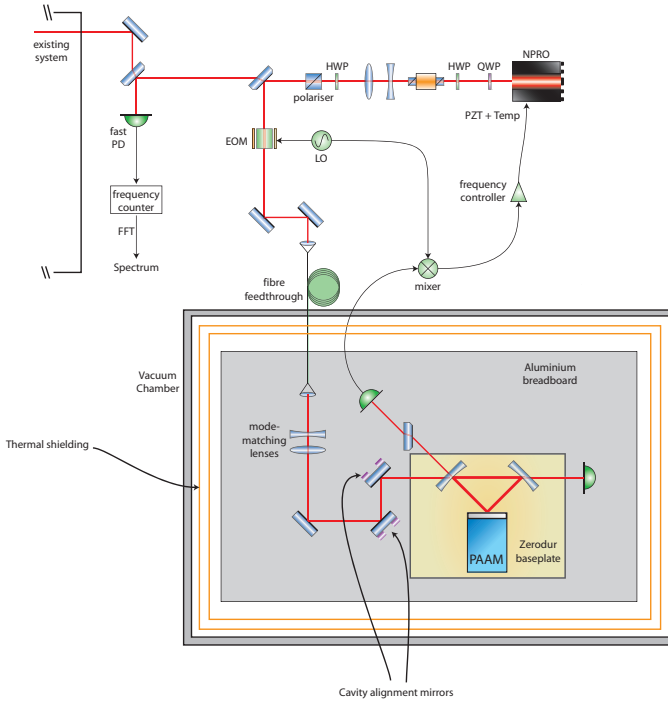 existing
system
HWP
HWP
QWP
NPRO
polariser
PZT + Temp
fast
PD
EOM
LO
frequency
controller
frequency
counter
FFT
Spectrum
mixer
fibre
feedthrough
Vacuum
Chamber
Aluminium
breadboard
mode-
matching
lenses
Thermal shielding
PAAM
Zerodur
baseplate
Cavity alignment mirrors